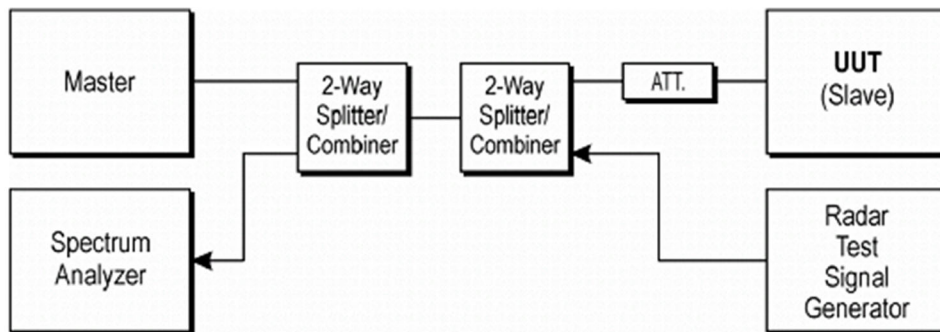 Master
2-Way
Splitter/
Combiner
2-Way
Splitter/
Combiner
ATT.
UUT
(Slave)
Spectrum
Analyzer
Radar
Test
Signal
Generator